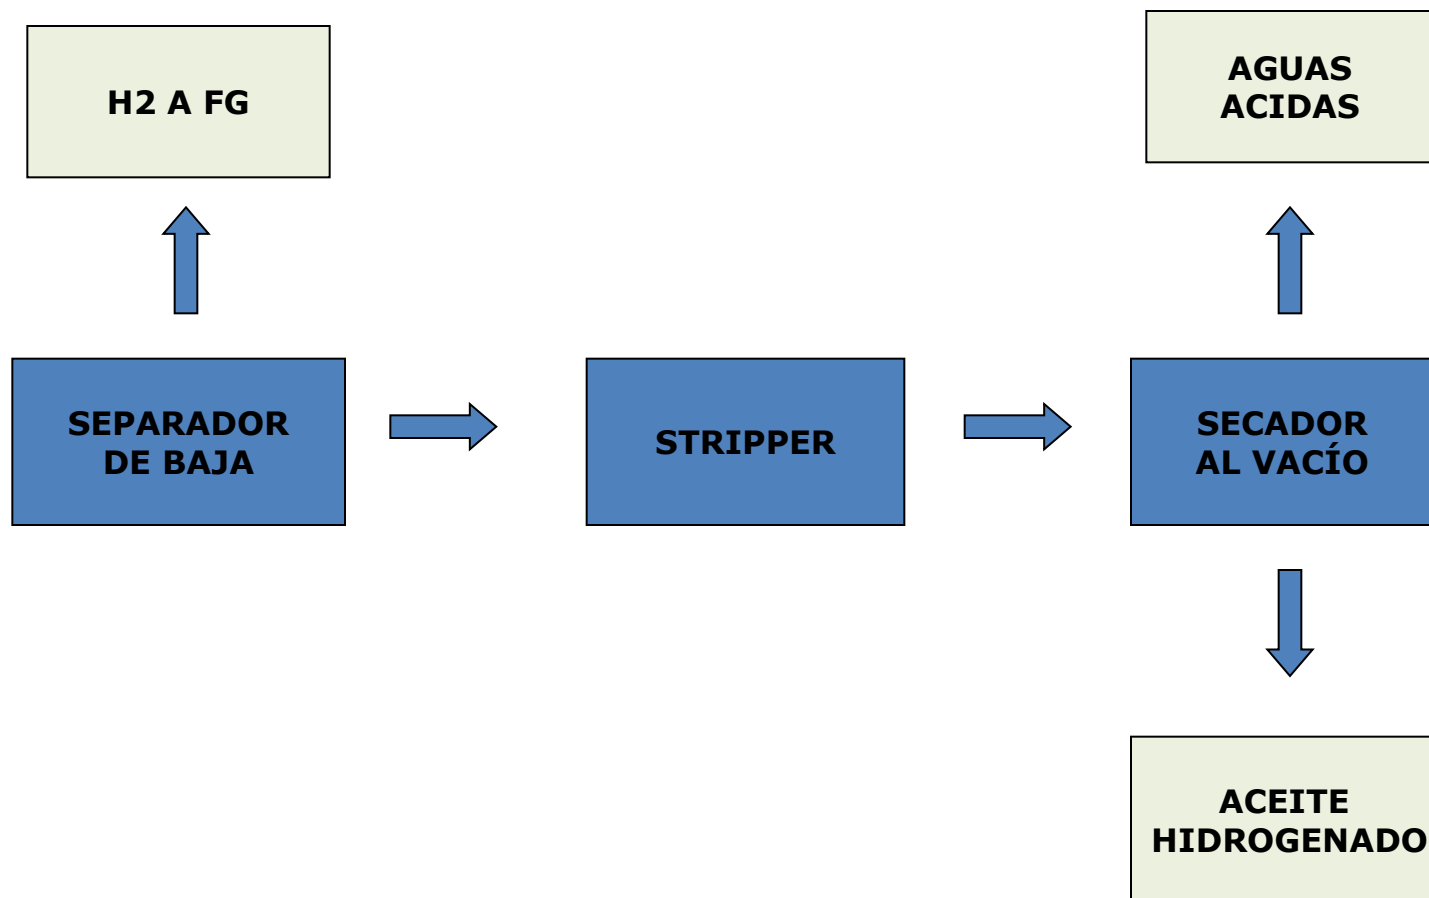 H2 A FG
AGUAS
ACIDAS
SEPARADOR
DE BAJA
STRIPPER
SECADOR
AL VACÍO
ACEITE
HIDROGENADO